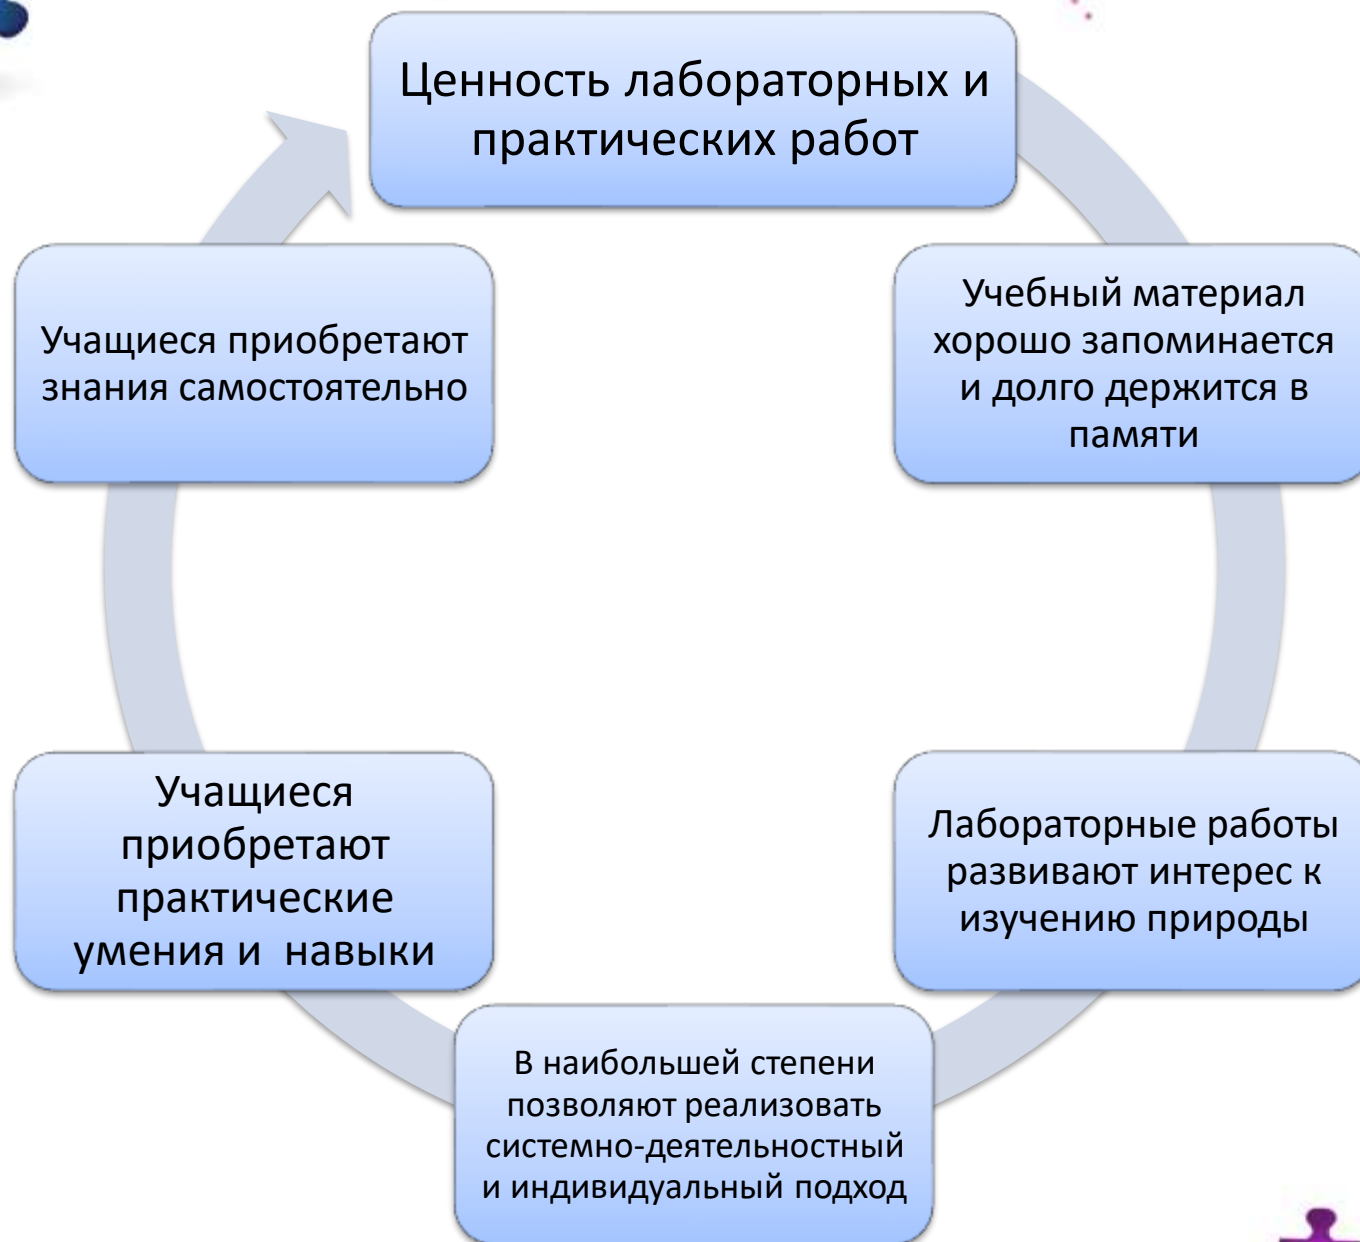 Ценность лабораторных и
практических работ
Учебный материал
хорошо запоминается
и долго держится в
памяти
Лабораторные работы
развивают интерес к
изучению природы
В наибольшей степени
позволяют реализовать
системно-деятельностный
и индивидуальный подход
Учащиеся
приобретают
практические
умения и  навыки
Учащиеся приобретают
знания самостоятельно